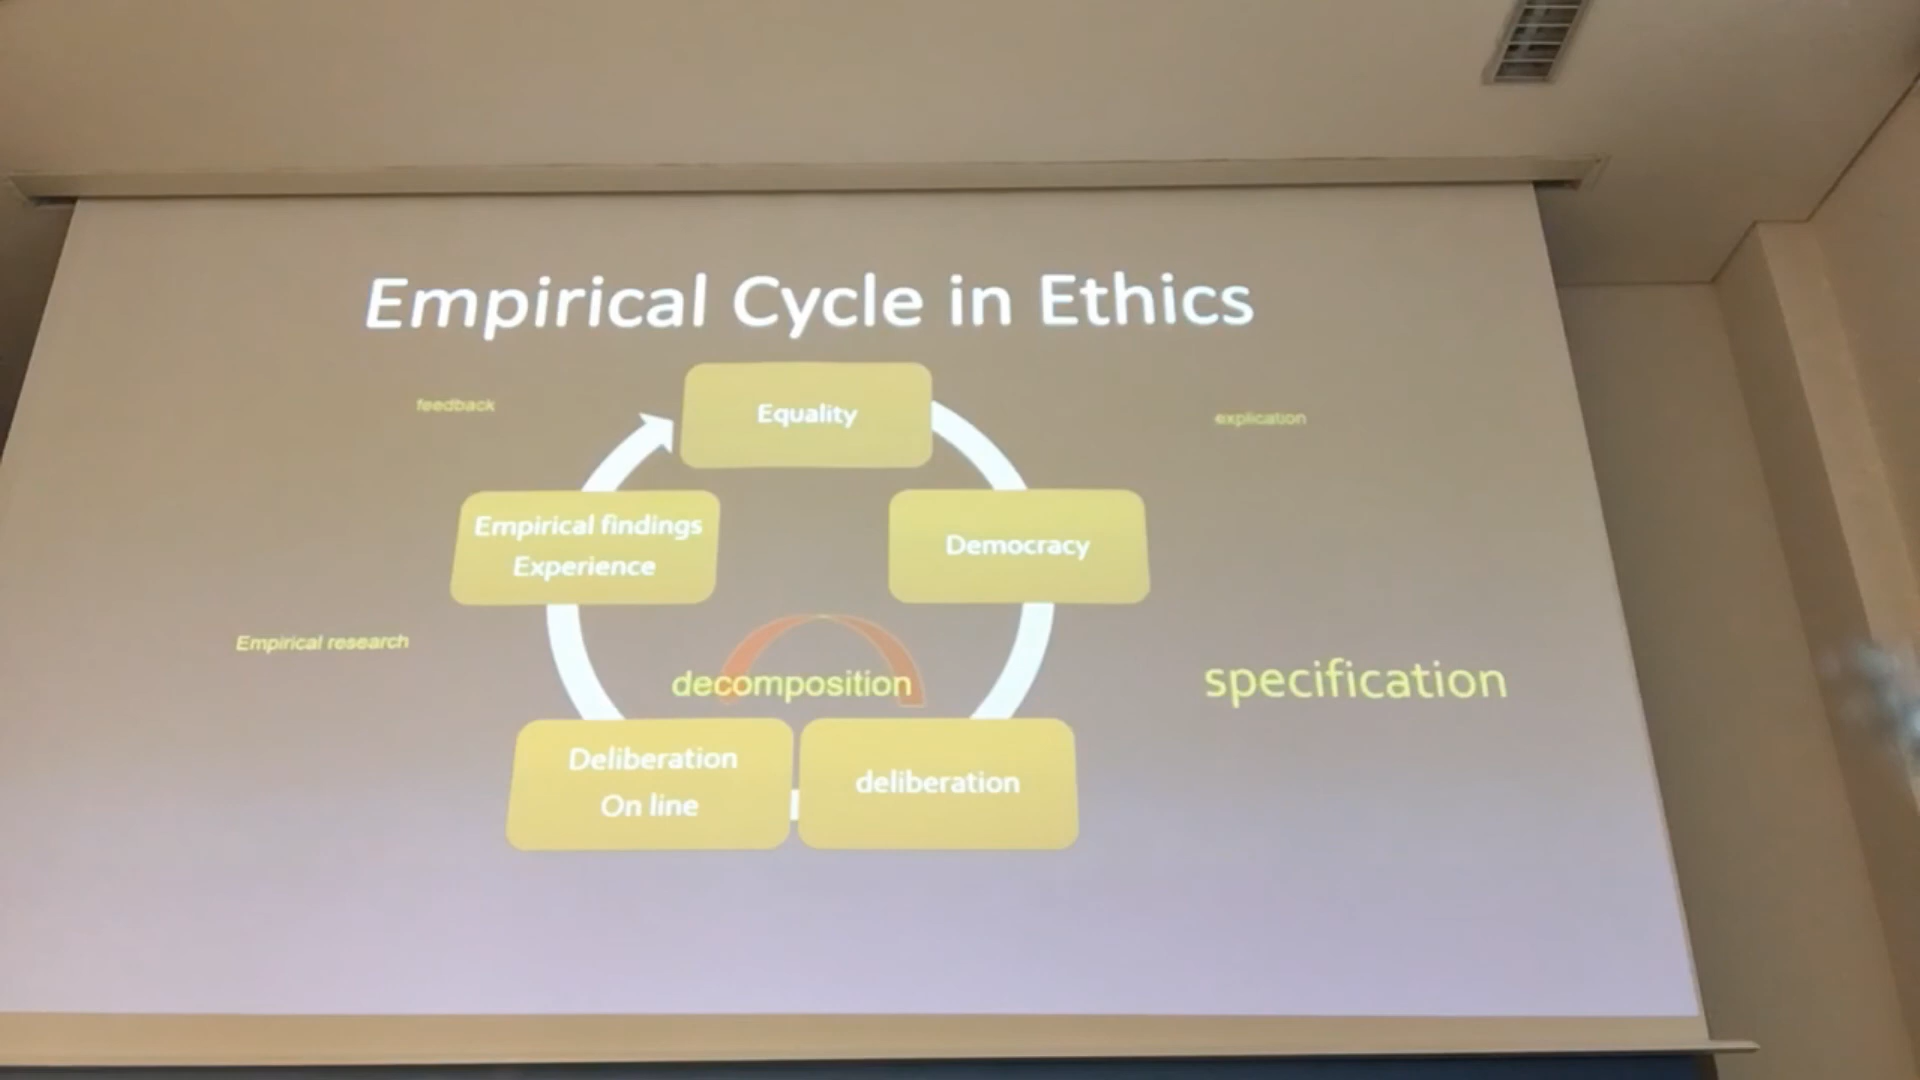 Empirical Cycle in Ethics
feedback
Equality
explication
Empirical findings
Experience
Democracy
Empirical research
decomposition
specification
Deliberation
On line
deliberation